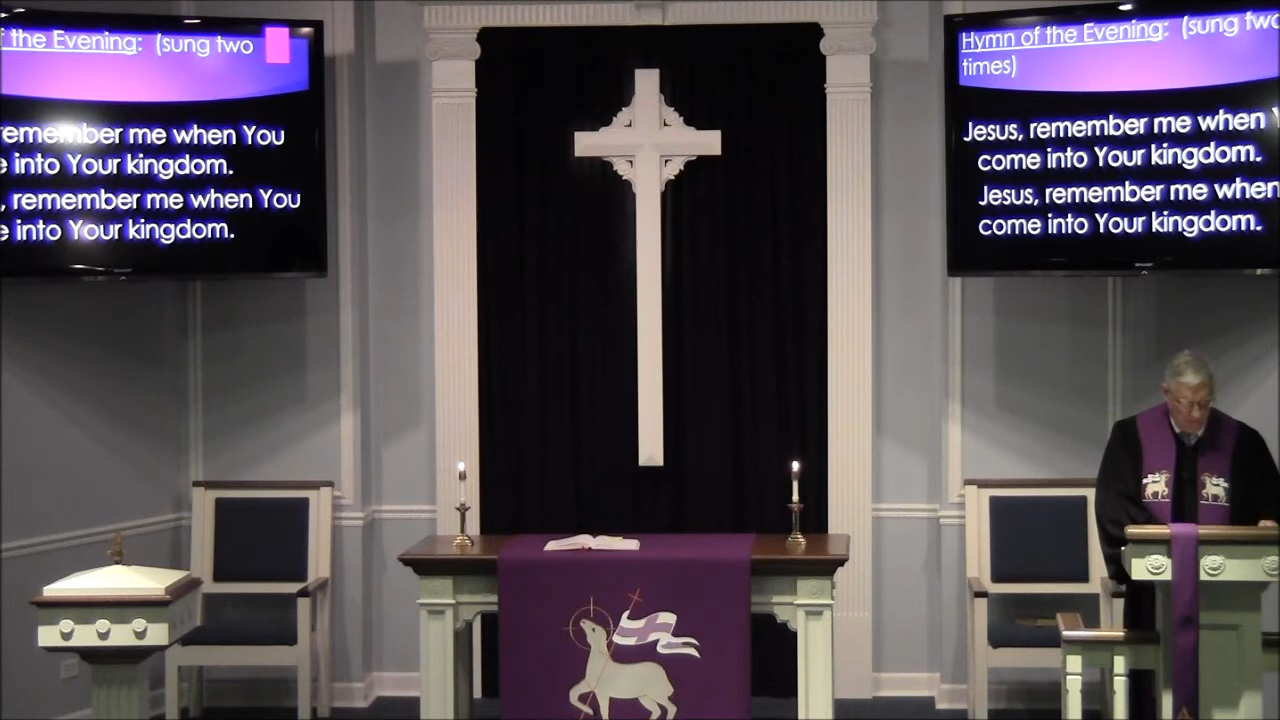 f the Evening: (sung two
emember me when You
e into Your kingdom.
, remember me when You
e into Your kingdom.
Hymn of the Evening: (sung two
times)
Jesus, remember me when Y
come into Your kingdom.
Jesus, remember me when
come into Your kingdom.